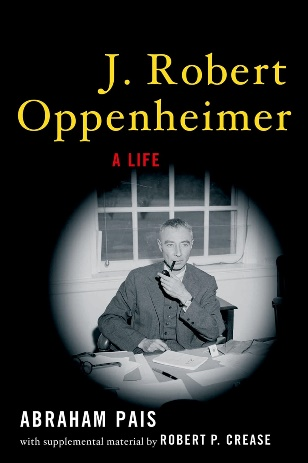 J. Robert
Oppenheimer
A LIFE
ABRAHAM PAIS
with supplemental material by ROBERT P. CREASE